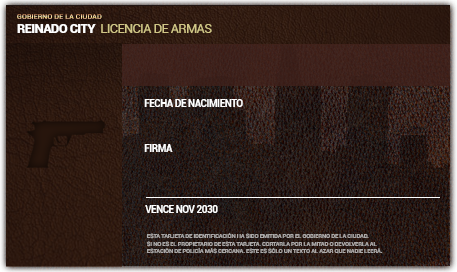 GOBIERNO DE LA CIUDAD
REINADO CITY LICENCIA DE ARMAS
FECHA DE NACIMIENTO
FIRMA
VENCE NOV 2030
ESTA TARJETA DE IDENTIFICACIÓN HA SIDO EMITIDA POR EL GOBIERNO DE LA CIUDAD.
SI NO ES EL PROPIETARIO DE ESTA TARJETA, CORTARLA POR LA MITAD O DEVOLVERLA AL
ESTACIÓN DE POLICÍA MÁS CERCANA. ESTE ES SÓLO UN TEXTO AL AZAR QUE NADIE LEERÁ.